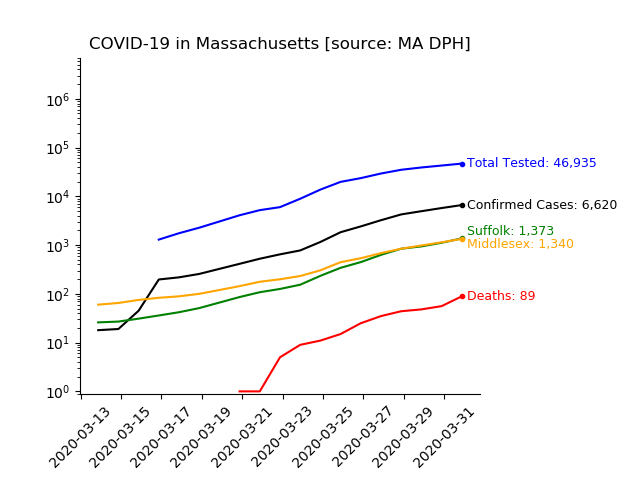 COVID-19 in Massachusetts [source: MA DPH]
10^6
10^5
10^4
10^3
10^2
10^1
10^0
Total Tested: 46,935
Confirmed Cases: 6,620
Suffolk: 1,373
Middlesex: 1,340
Deaths: 89
2020-03-13
2020-03-15
2020-03-17
2020-03-19
2020-03-21
2020-03-23
2020-03-25
2020-03-27
2020-03-29
2020-03-31